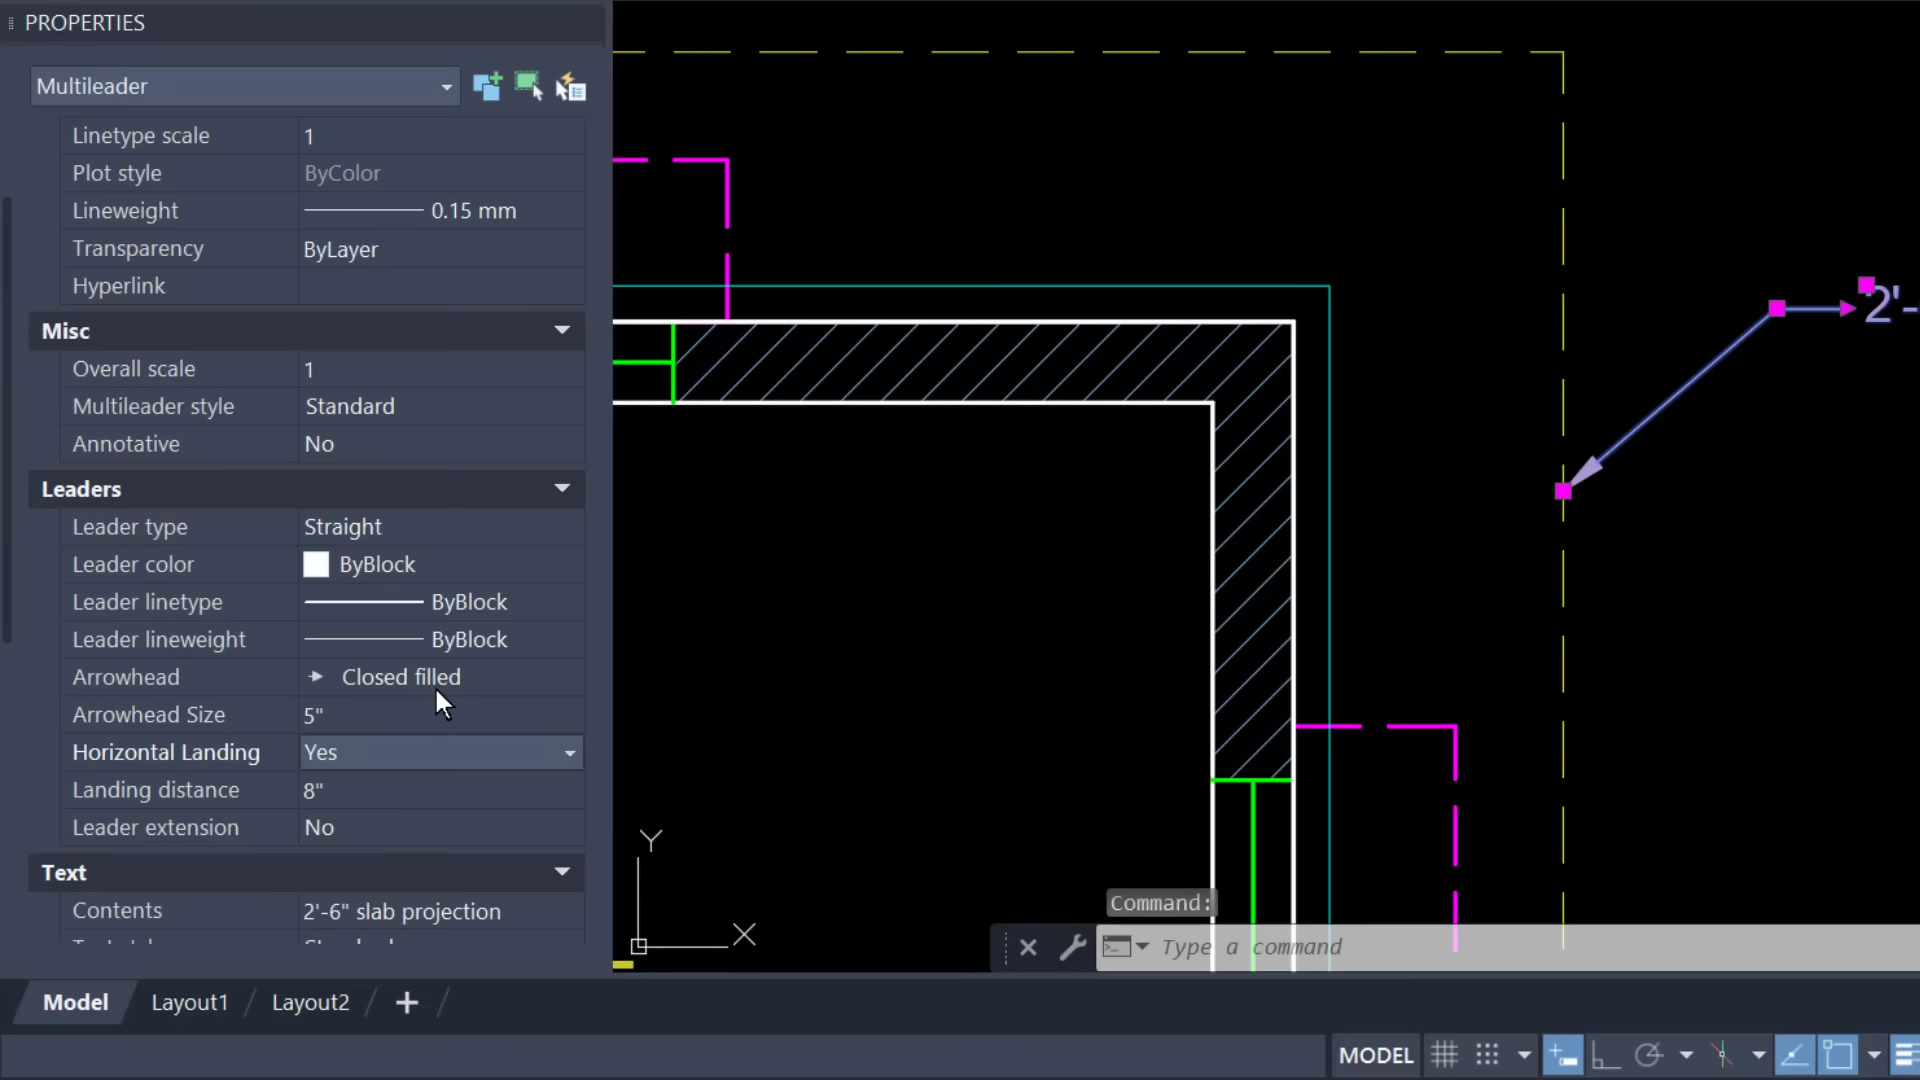 PROPERTIES
Multileader
Linetype scale 1
Plot style ByColor
Lineweight 0.15 mm
Transparency ByLayer
Hyperlink
Misc
Overall scale 1
Multileader style Standard
Annotative No
Leaders
Leader type Straight
Leader color ByBlock
Leader linetype ByBlock
Leader lineweight ByBlock
Arrowhead Closed filled
Arrowhead Size 5"
Horizontal Landing Yes
Landing distance 8"
Leader extension No
Text
Contents 2'-6" slab projection
2'-
Y
X
Command:
Type a command
Model Layout1 Layout2 +
MODEL